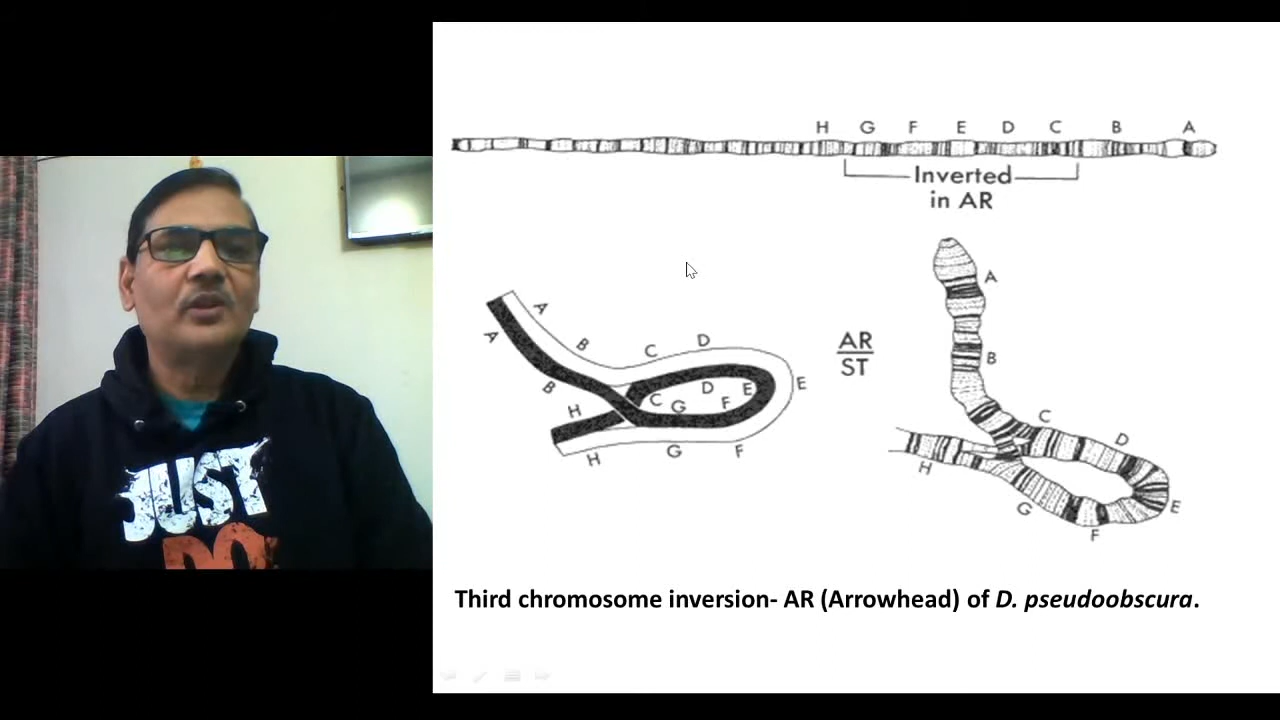 H G F E D C B A
Inverted
in AR
A
A
B
B
C
D
E
D
E
C
G
F
H
H
G
F
AR
ST
A
B
C
D
E
F
G
H
JUST
DO
Third chromosome inversion- AR (Arrowhead) of D. pseudoobscura.